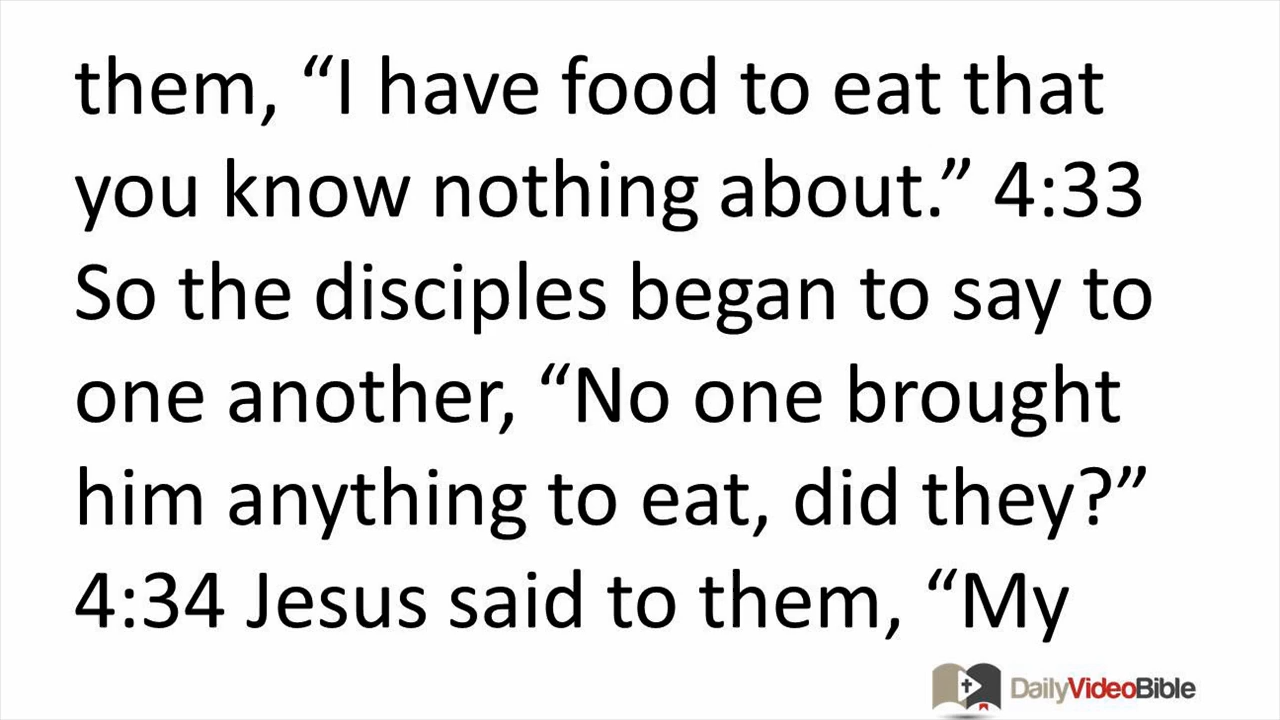 them, “I have food to eat that
you know nothing about.” 4:33
So the disciples began to say to
one another, “No one brought
him anything to eat, did they?”
4:34 Jesus said to them, “My
DailyVideoBible